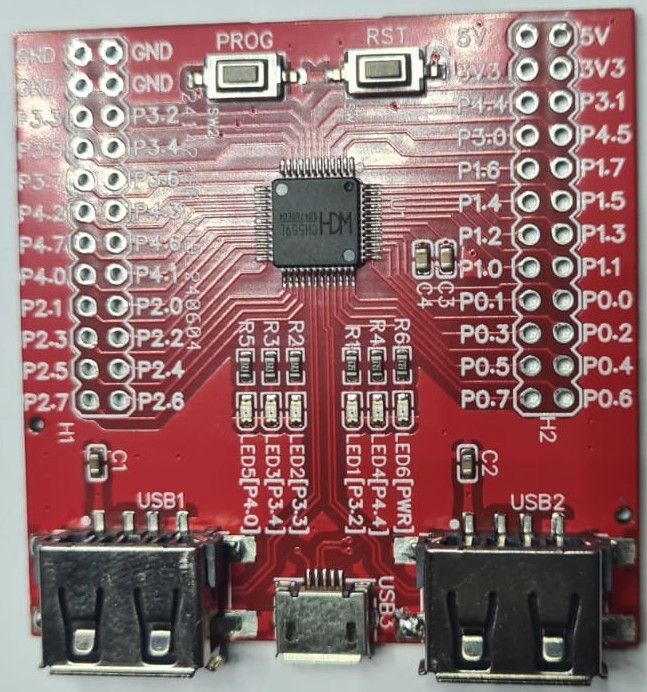 USB3
USB2
USB1
C2
C1
LED6[PWR]
LED4[P4.4]
LED1[P3.2]
LED2[P3.3]
LED3[P3.4]
LED5[P4.0]
H2
H1
P0.6 P0.7
P0.4 P0.5
P0.2 P0.3
P0.0 P0.1
P1.1 P1.0
P1.3 P1.2
P1.5 P1.4
P1.7 P1.6
P4.5 P3.0
P3.1 P4.4
3V3 3V3
5V 5V
R6
R4
R1
R2
R3
R5
C3
C4
U1
WCH
CH559L
P2.6 P2.7
P2.4 P2.5
P2.2 P2.3
P2.0 P2.1
P4.1 P4.0
P4.7
P4.2
P3.7
P3.4
P3.2
GND GND
GND GND
RST
PROG
SW2